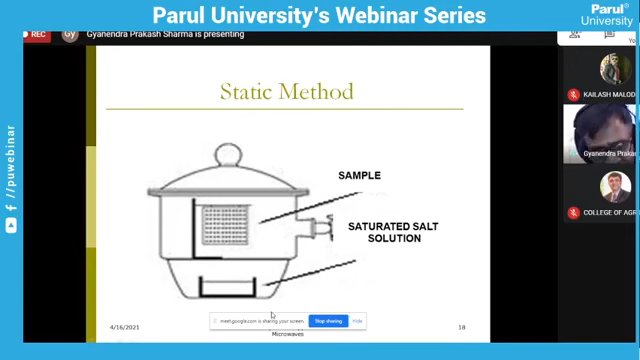 Parul University's Webinar Series
Parul®
University
REC
Gy
Gyanendra Prakash Sharma is presenting
Yo
Static Method
SAMPLE
SATURATED SALT
SOLUTION
KAILASH MALOD
Gyanendra Prakas
COLLEGE OF AGR
/puwebinar
meet.google.com is sharing your screen.
Stop sharing
Hide
4/16/2021
Microwaves
18